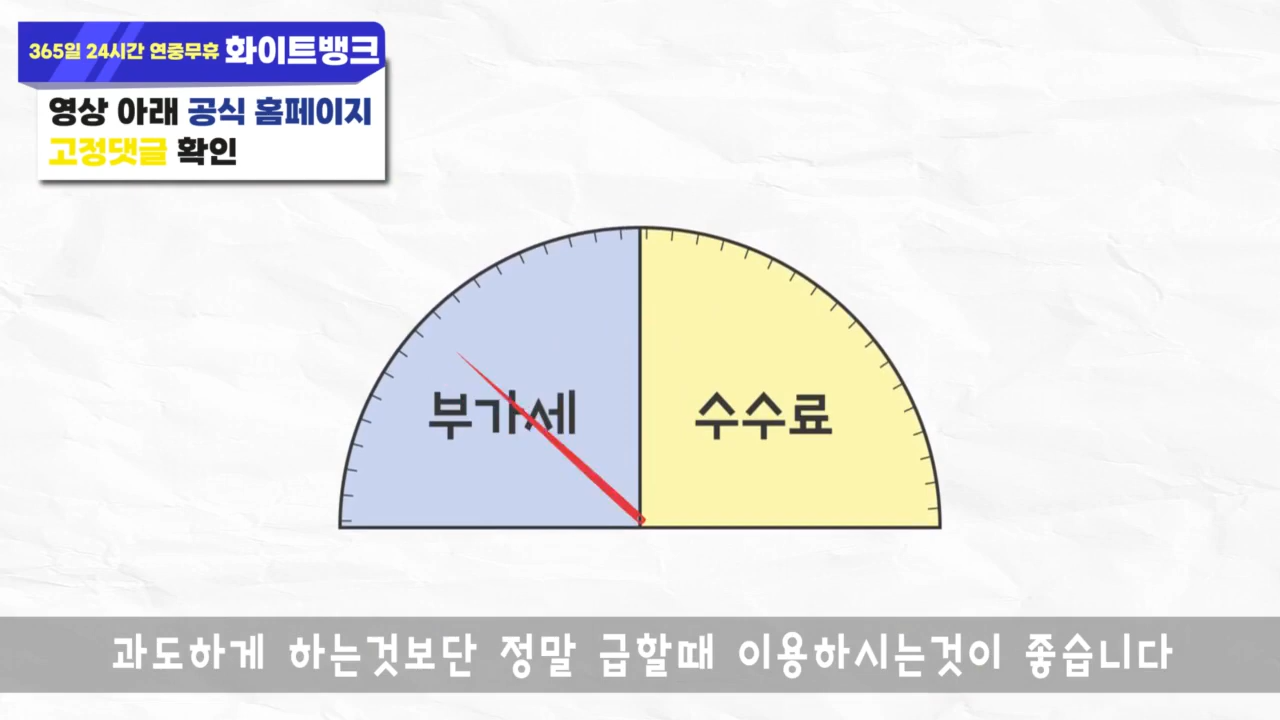 365일 24시간 연중무휴 화이트뱅크
영상 아래 공식 홈페이지
고정댓글 확인
부가세 수수료
과도하게 하는것보단 정말 급할때 이용하시는것이 좋습니다